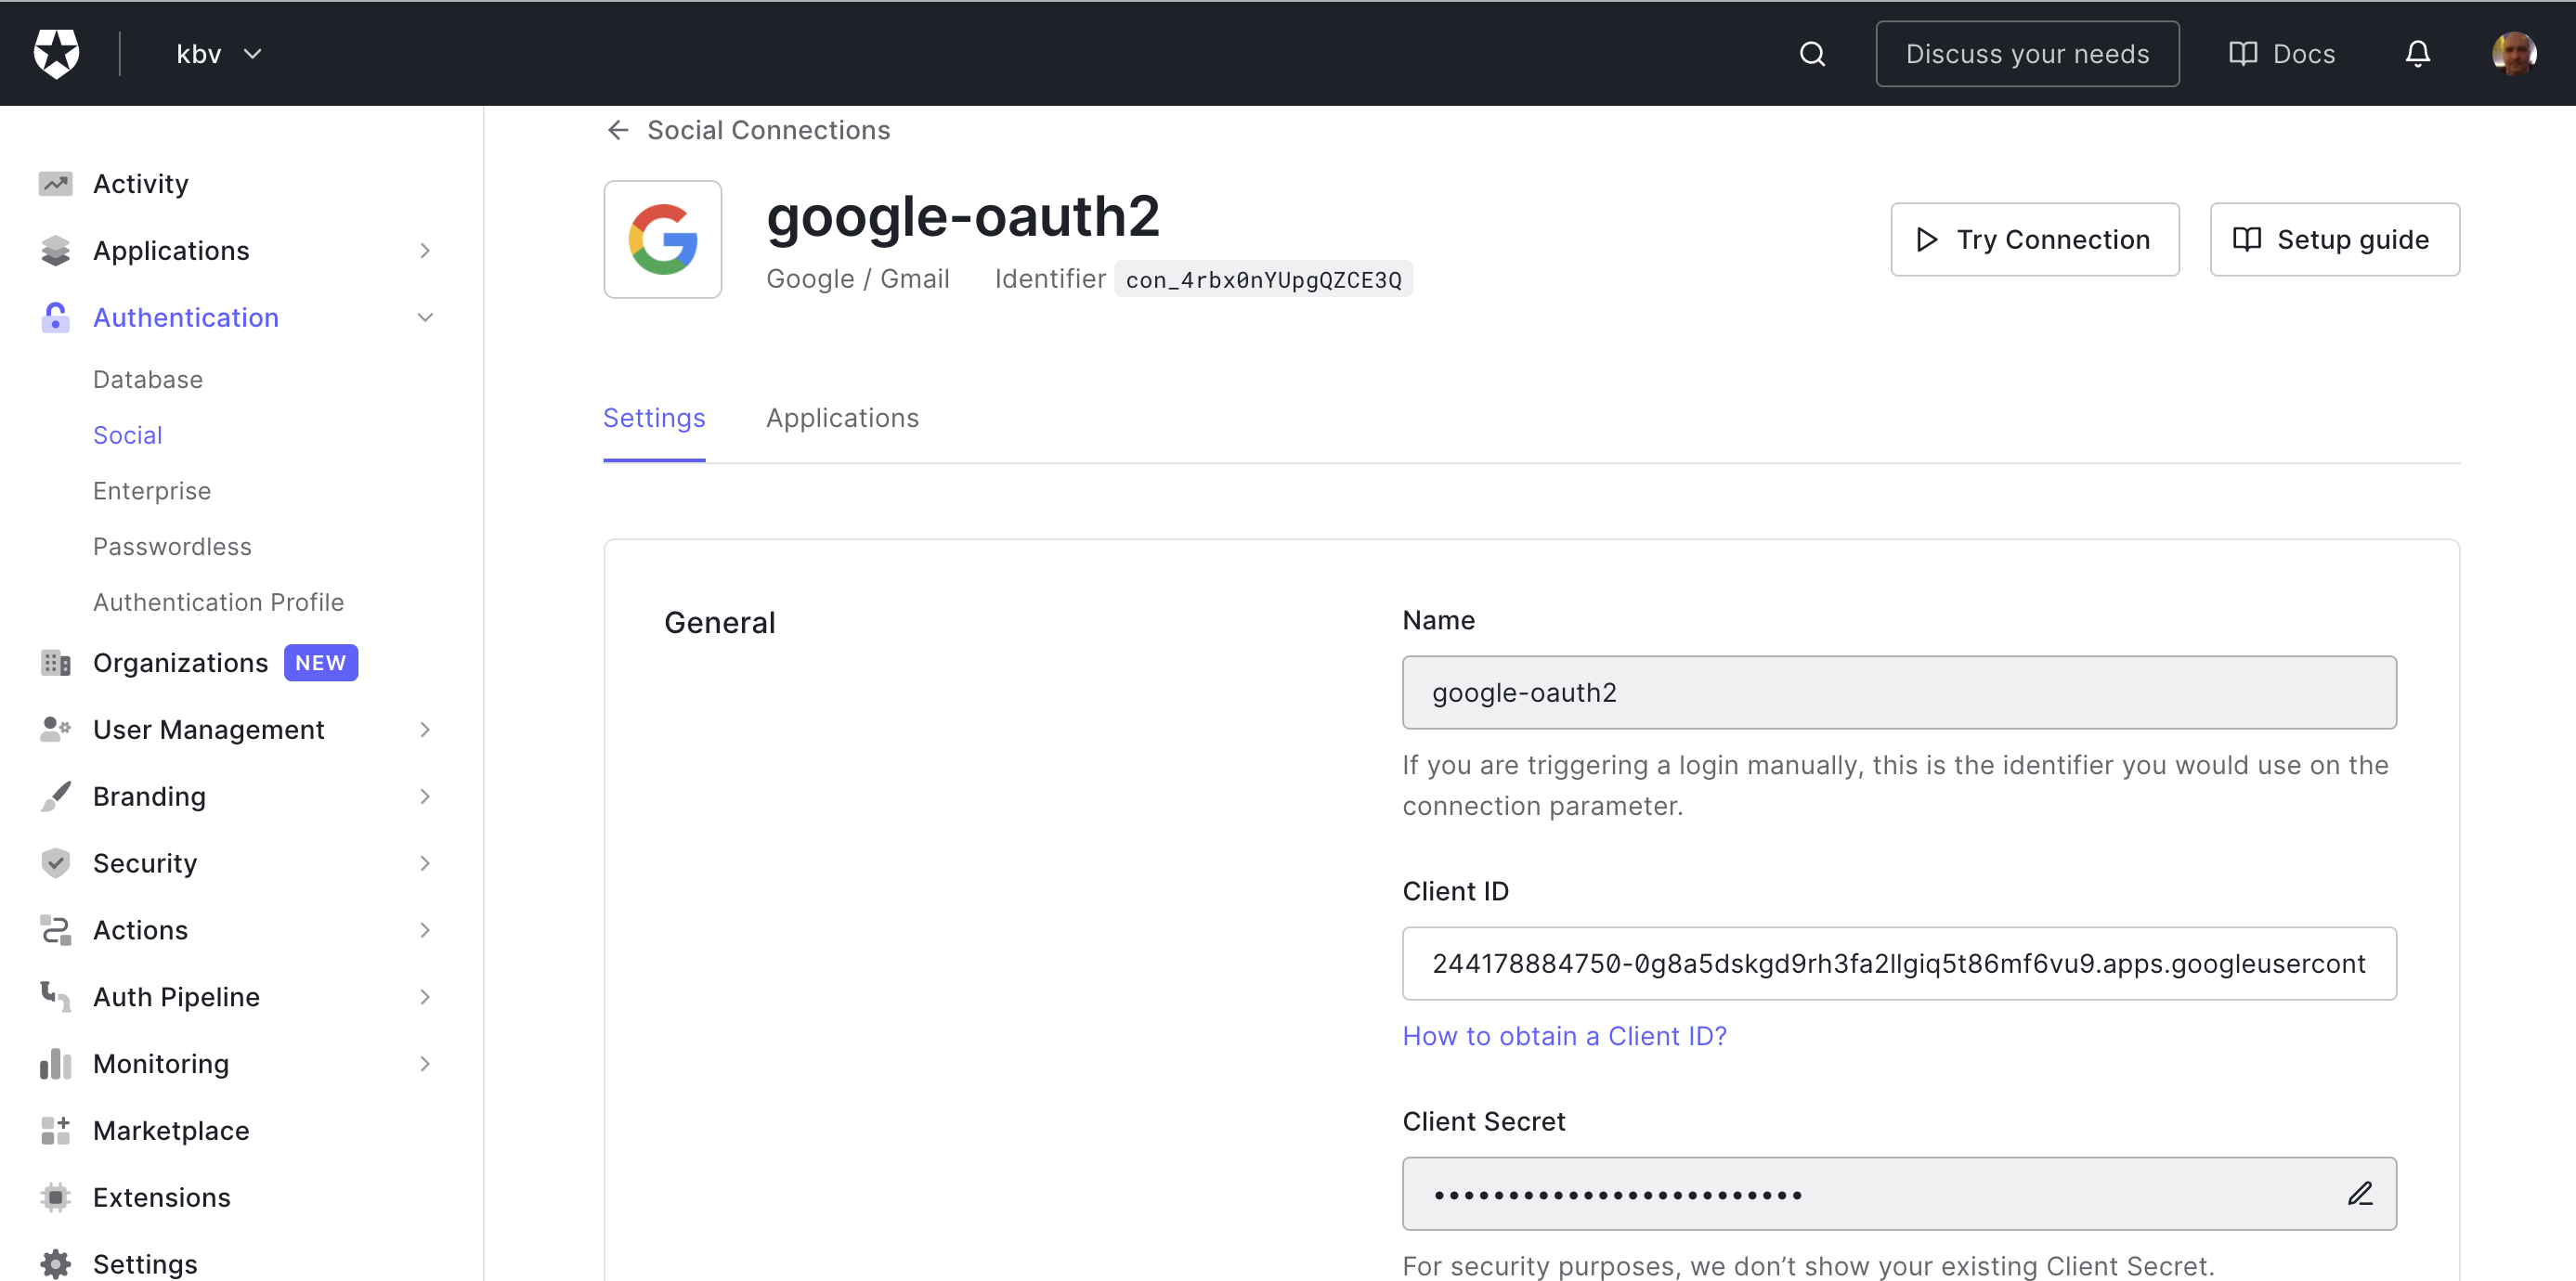 kbv
Discuss your needs
Docs
Social Connections
google-oauth2
Google / Gmail
Identifier con_4rbx0nYUpgQZCE3Q
Try Connection
Setup guide
Activity
Applications
Authentication
Database
Social
Enterprise
Passwordless
Authentication Profile
Organizations NEW
User Management
Branding
Security
Actions
Auth Pipeline
Monitoring
Marketplace
Extensions
Settings
Settings
Applications
General
Name
google-oauth2
If you are triggering a login manually, this is the identifier you would use on the
connection parameter.
Client ID
244178884750-0g8a5dskgd9rh3fa2llgiq5t86mf6vu9.apps.googleusercont
How to obtain a Client ID?
Client Secret
•••••••••••••••••••••••••
For security purposes, we don’t show your existing Client Secret.